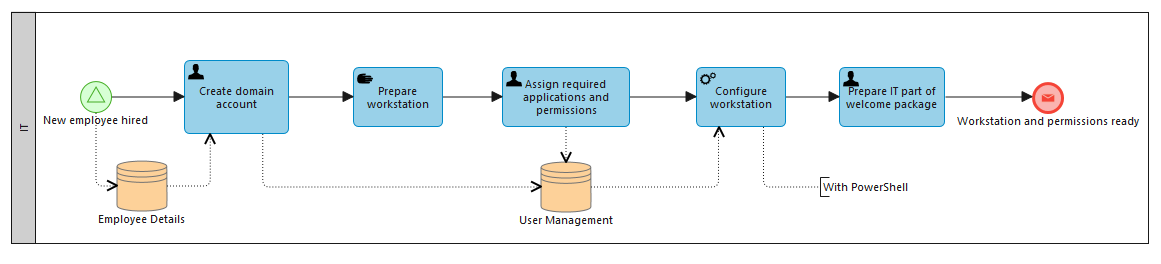 IT
New employee hired
Create domain
account
Prepare
workstation
Assign required
applications and
permissions
Configure
workstation
Prepare IT part of
welcome package
Workstation and permissions ready
Employee Details
User Management
With PowerShell